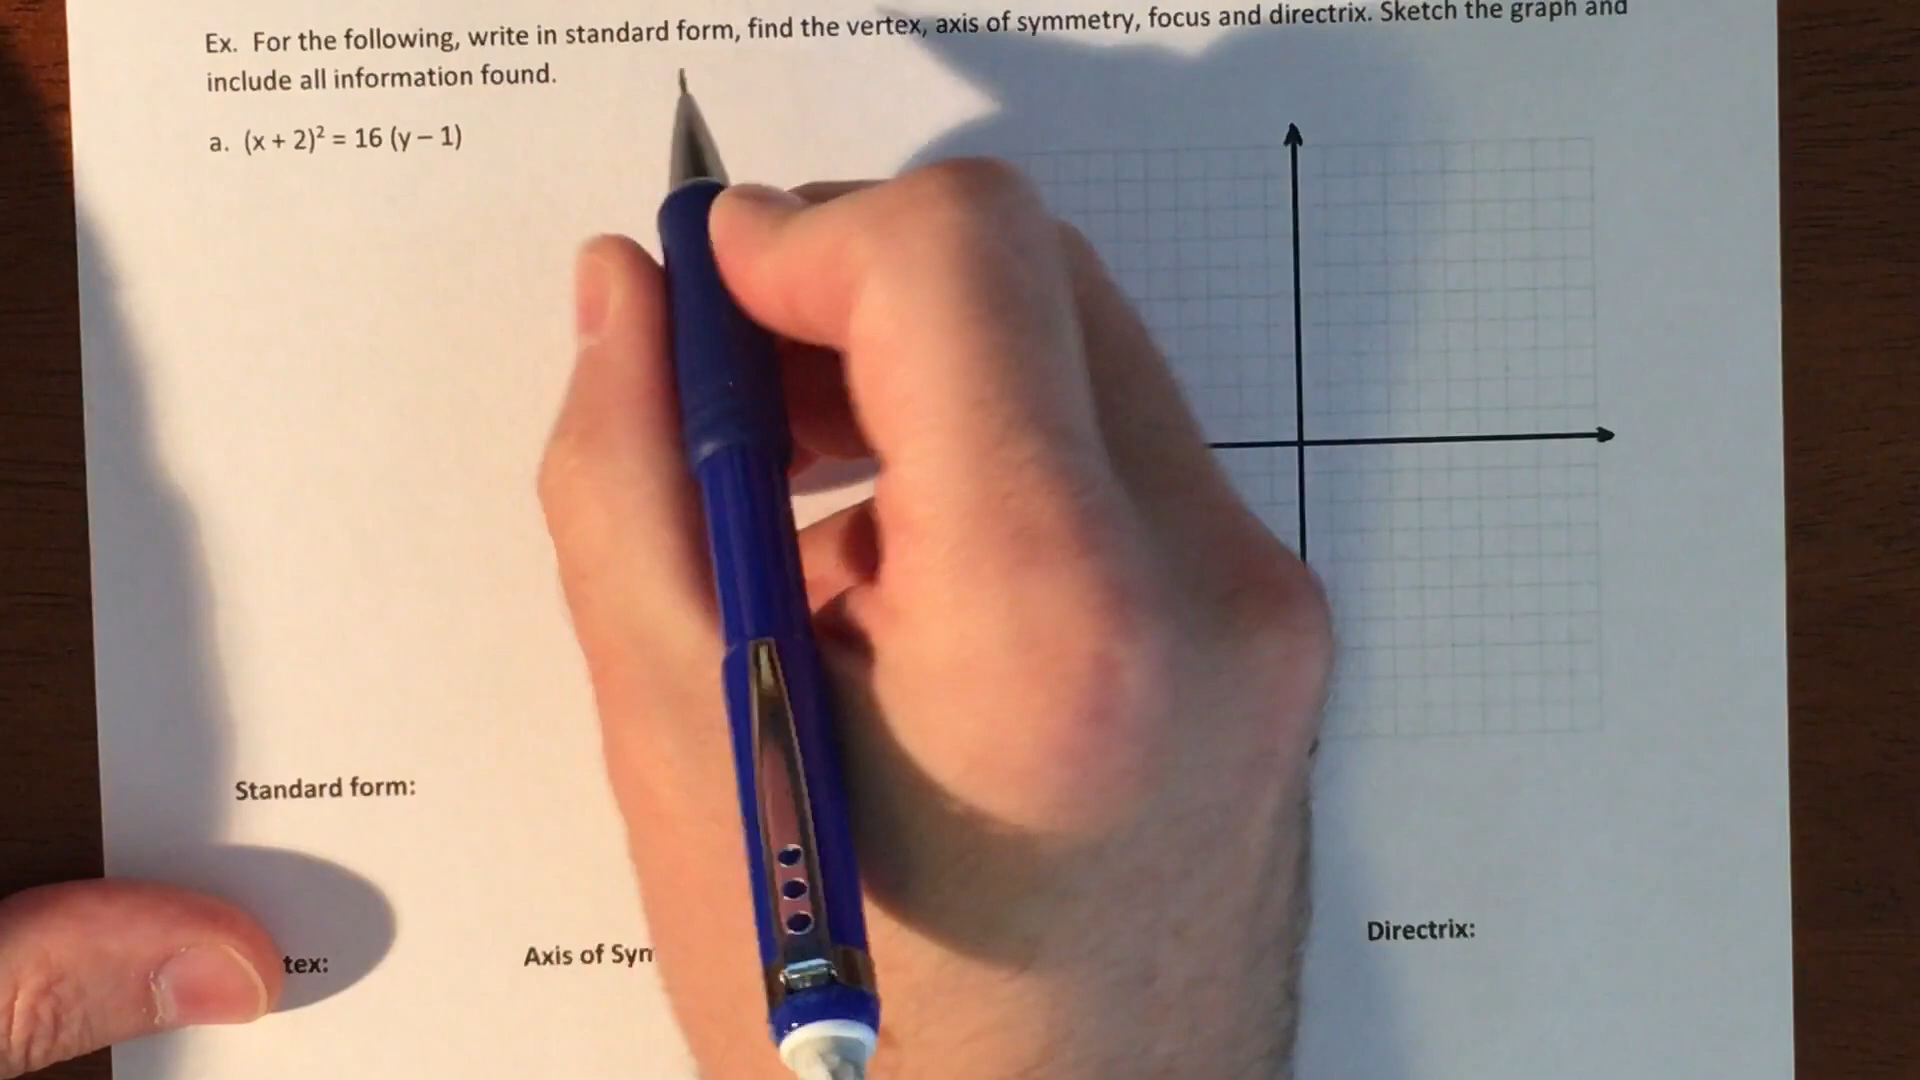 Ex. For the following, write in standard form, find the vertex, axis of symmetry, focus and directrix. Sketch the graph and
include all information found.
a. (x + 2)² = 16 (y – 1)
Standard form:
tex:
Axis of Sym
Directrix: